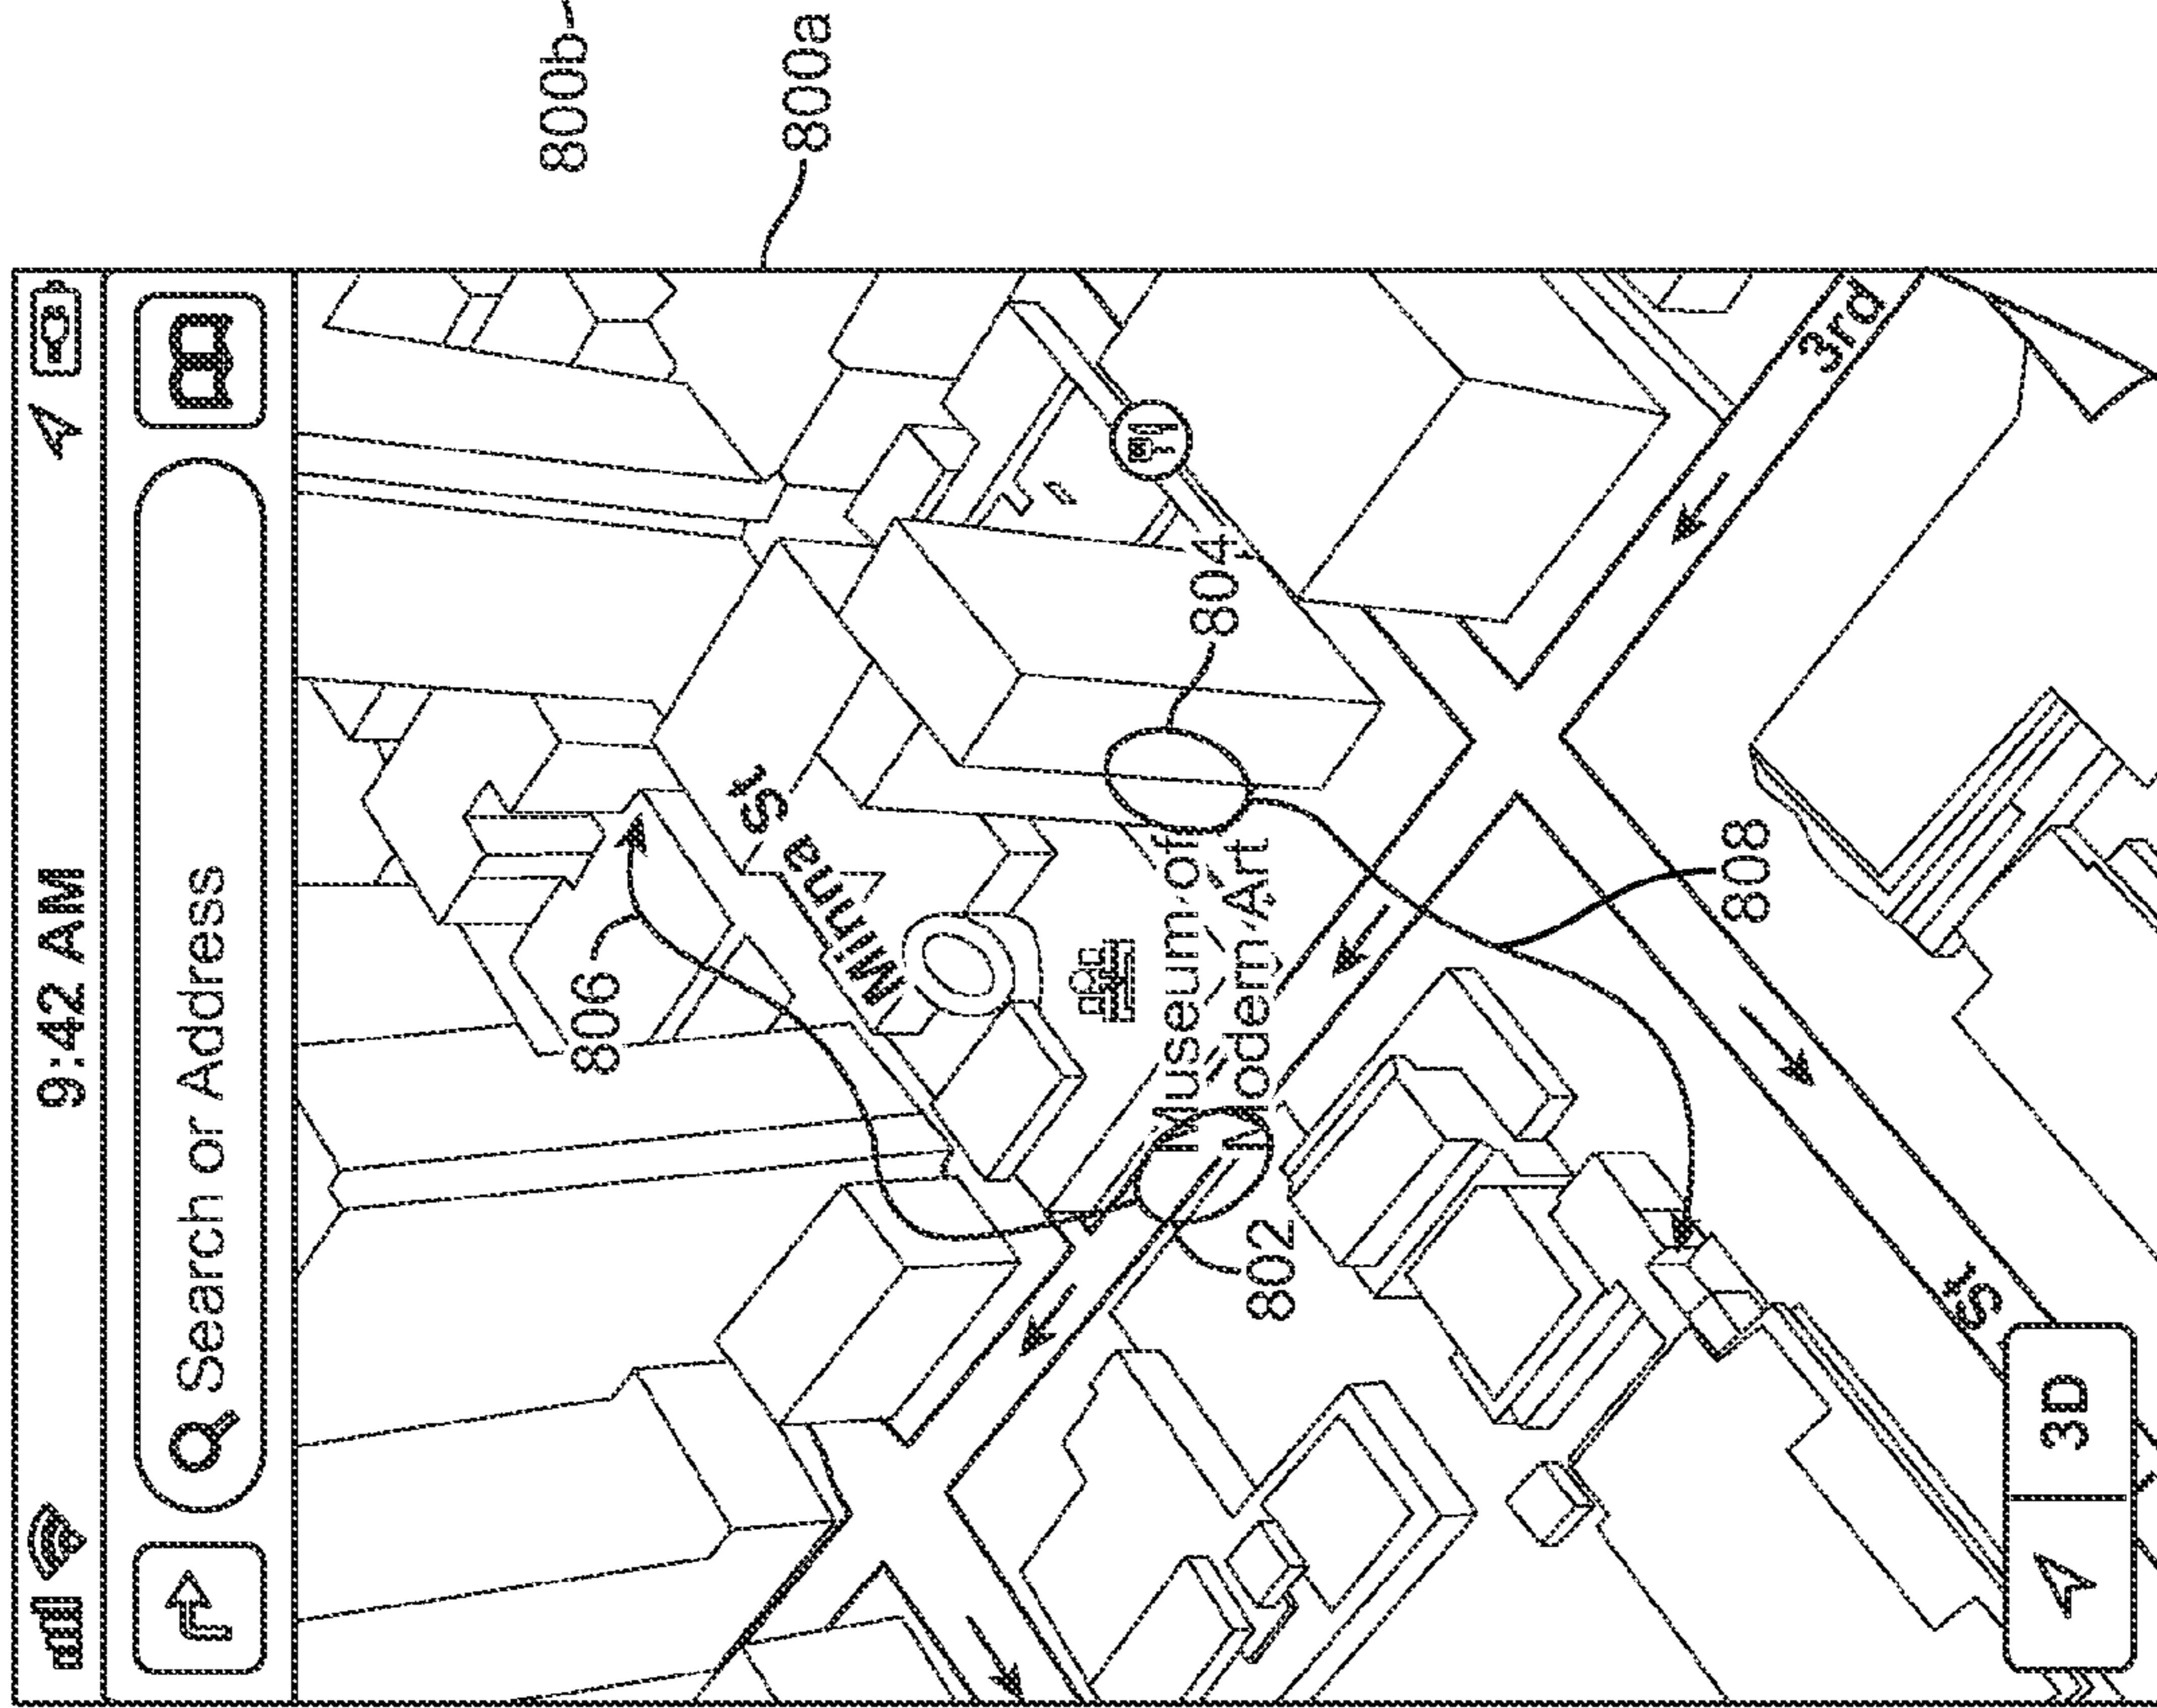 9:42 AM
Search or Address
800b
800a
806
Minna St
804
Museum of
Modern Art
802
808
3rd
St
3D